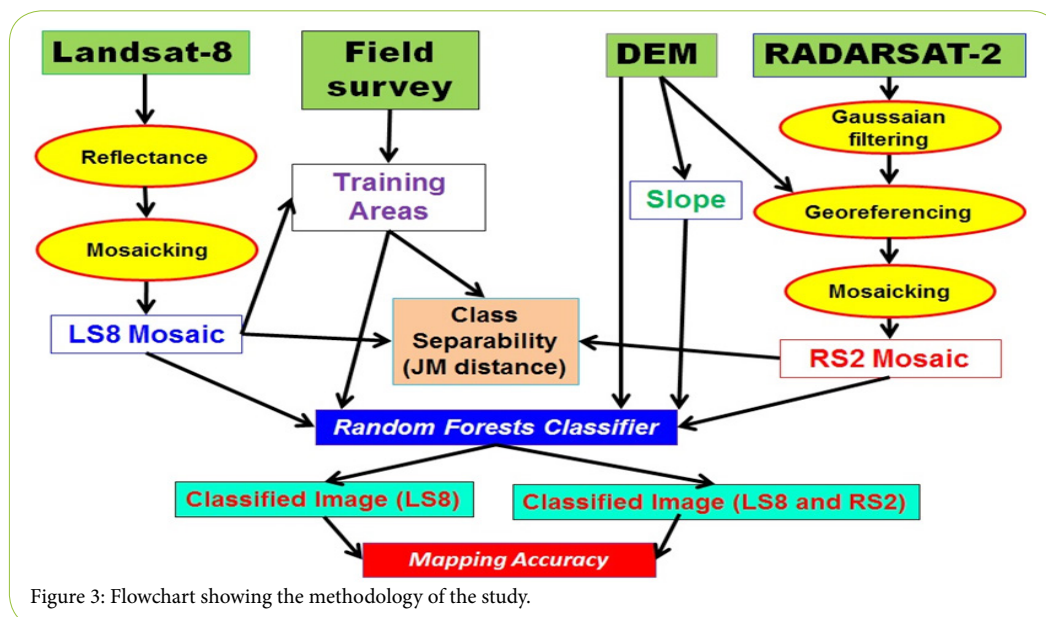 Landsat-8
Field
survey
DEM
RADARSAT-2
Reflectance
Gaussaian
filtering
Training
Areas
Slope
Georeferencing
Mosaicking
Mosaicking
LS8 Mosaic
Class
Separability
(JM distance)
RS2 Mosaic
Random Forests Classifier
Classified Image (LS8)
Classified Image (LS8 and RS2)
Mapping Accuracy
Figure 3: Flowchart showing the methodology of the study.